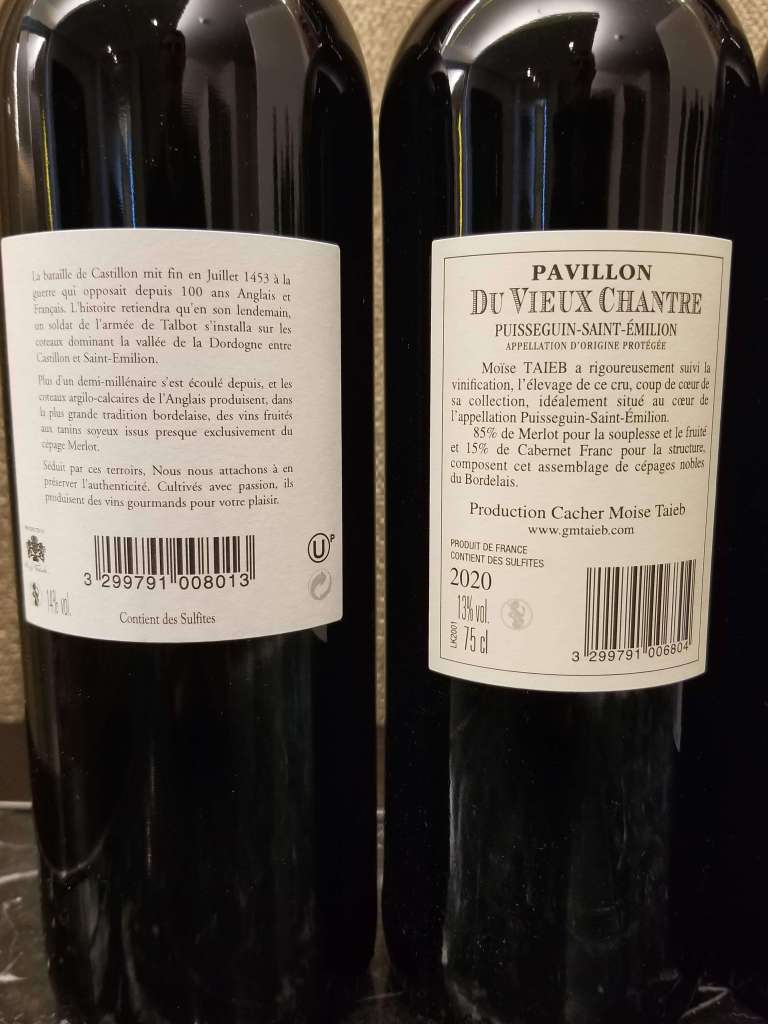 La bataille de Castillon mit fin en Juillet 1453 à la
guerre qui opposait depuis 100 ans Anglais et
Français. L'histoire retiendra qu'en son lendemain,
un soldat de l'armée de Talbot s'installa sur les
coteaux dominant la vallée de la Dordogne entre
Castillon et Saint-Emilion.
Plus d'un demi-millénaire s'est écoulé depuis, et les
coteaux argilo-calcaires de l'Anglais produisent, dans
la plus grande tradition bordelaise, des vins fruités
aux tanins soyeux issus presque exclusivement du
cépage Merlot.
Séduit par ces terroirs, Nous nous attachons à en
préserver l'authenticité. Cultivés avec passion, ils
produisent des vins gourmands pour votre plaisir.
U P
3 299791 008013
14% vol.
Contient des Sulfites
PAVILLON
DU VIEUX CHANTRE
PUISSEGUIN-SAINT-ÉMILION
APPELLATION D'ORIGINE PROTÉGÉE
Moïse TAIEB a rigoureusement suivi la
vinification, l'élevage de ce cru, coup de cœur de
sa collection, idéalement situé au cœur de
l'appellation Puisseguin-Saint-Émilion.
85% de Merlot pour la souplesse et le fruité
et 15% de Cabernet Franc pour la structure,
composent cet assemblage de cépages nobles
du Bordelais.
Production Cacher Moise Taieb
www.gmtaieb.com
PRODUIT DE FRANCE
CONTIENT DES SULFITES
2020
13% vol.
75 cl
LK2001
3 299791 006804